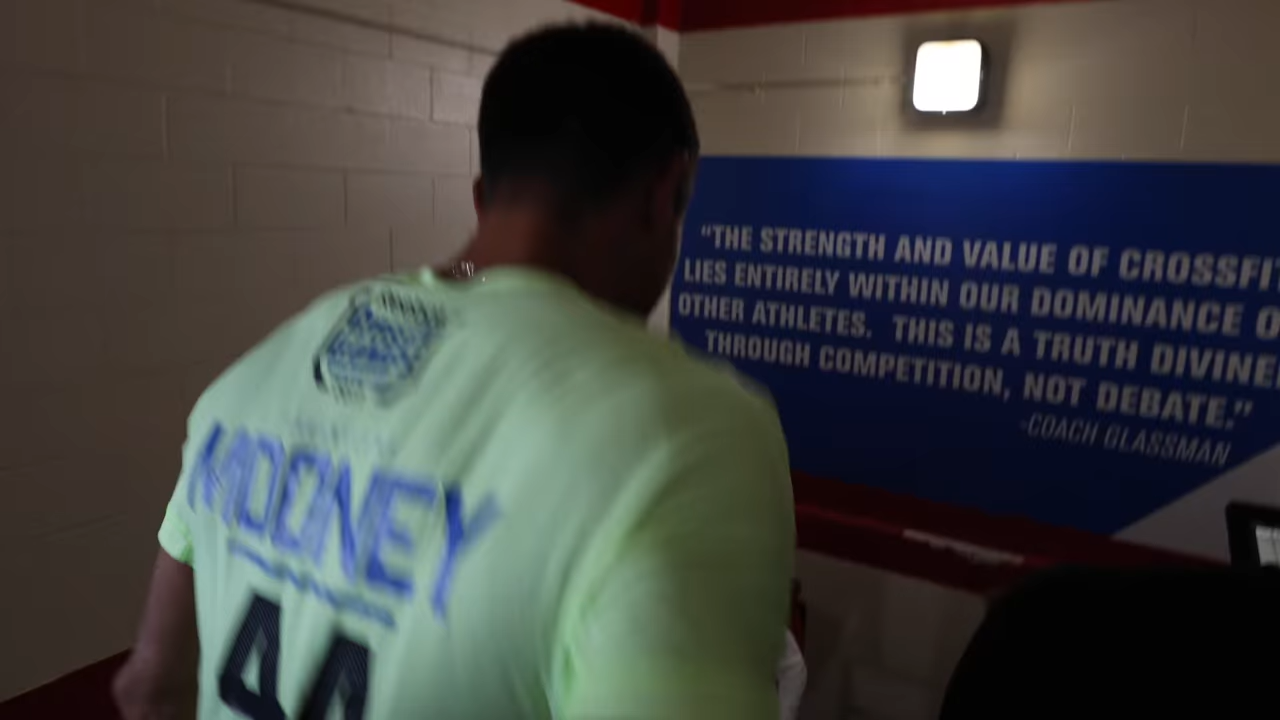 "THE STRENGTH AND VALUE OF CROSSFIT
LIES ENTIRELY WITHIN OUR DOMINANCE O
OTHER ATHLETES. THIS IS A TRUTH DIVINE
THROUGH COMPETITION, NOT DEBATE."
-COACH GLASSMAN
MOONEY
44